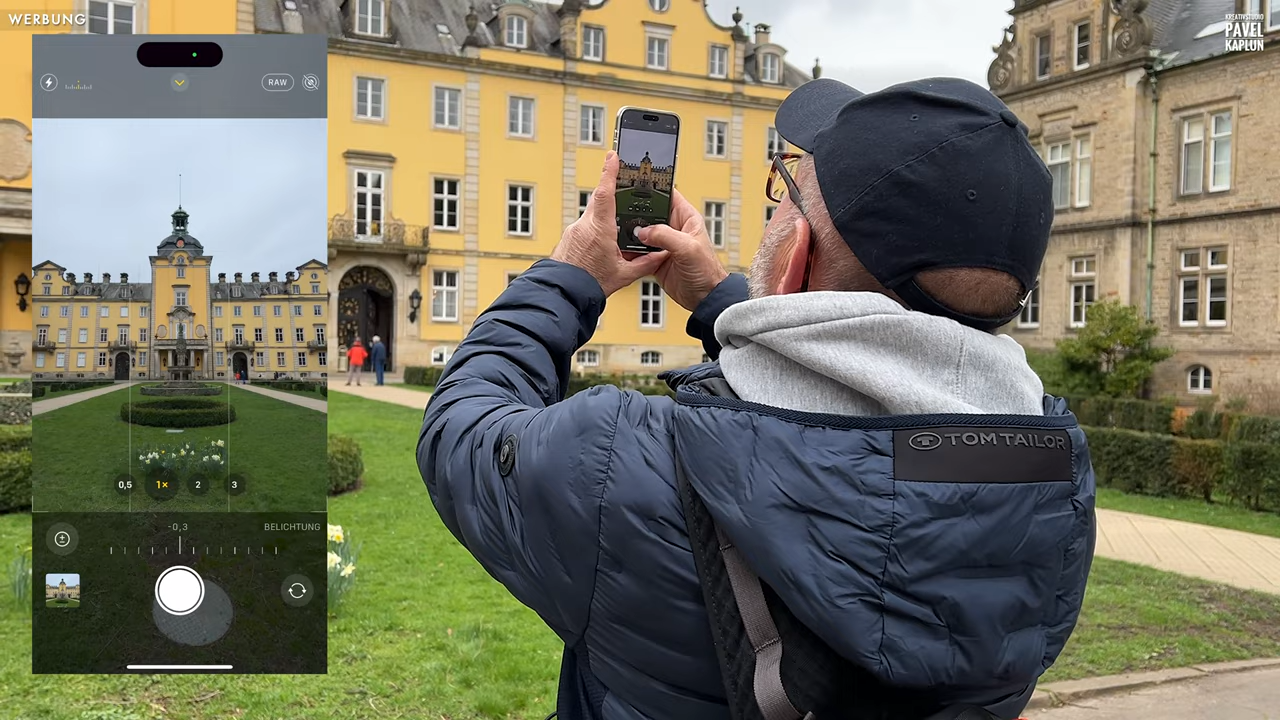 WERBUNG
KREATIVSTUDIO
PAVEL
KAPLUN
RAW
0,5 1× 2 3
-0,3 BELICHTUNG
TOM TAILOR